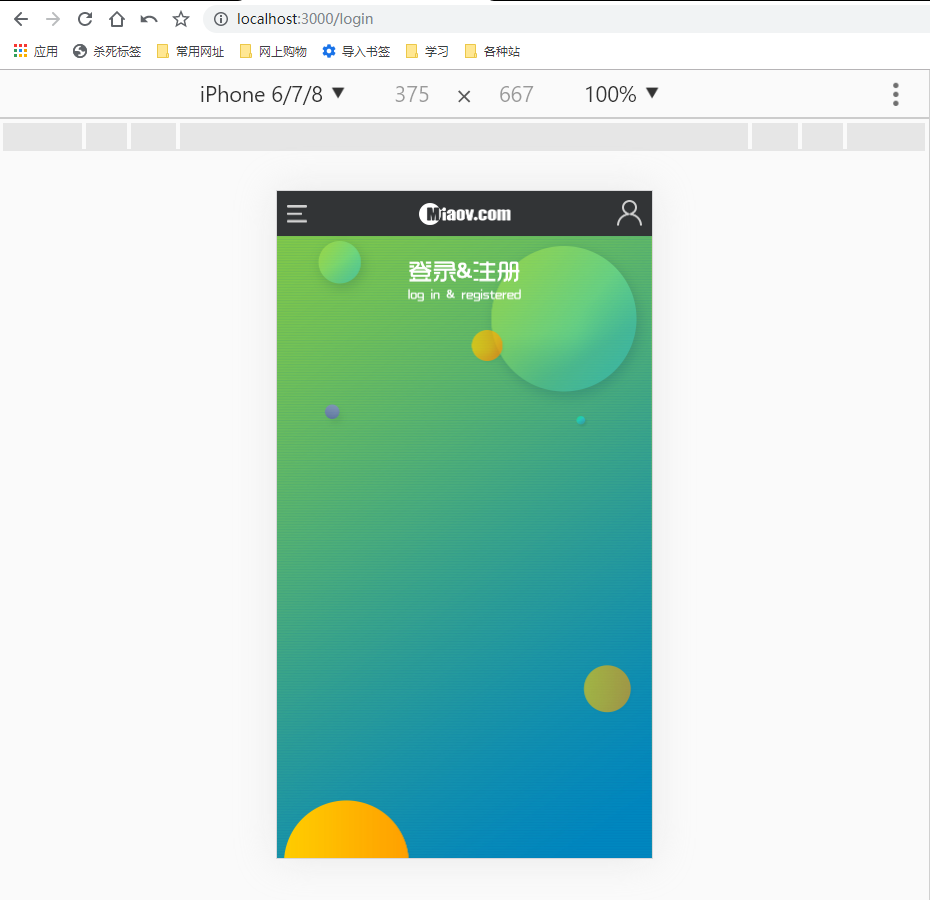 localhost:3000/login
应用 杀死标签 常用网址 网上购物 导入书签 学习 各种站
iPhone 6/7/8 375 × 667 100%
Miaov.com
登录&注册
log in & registered